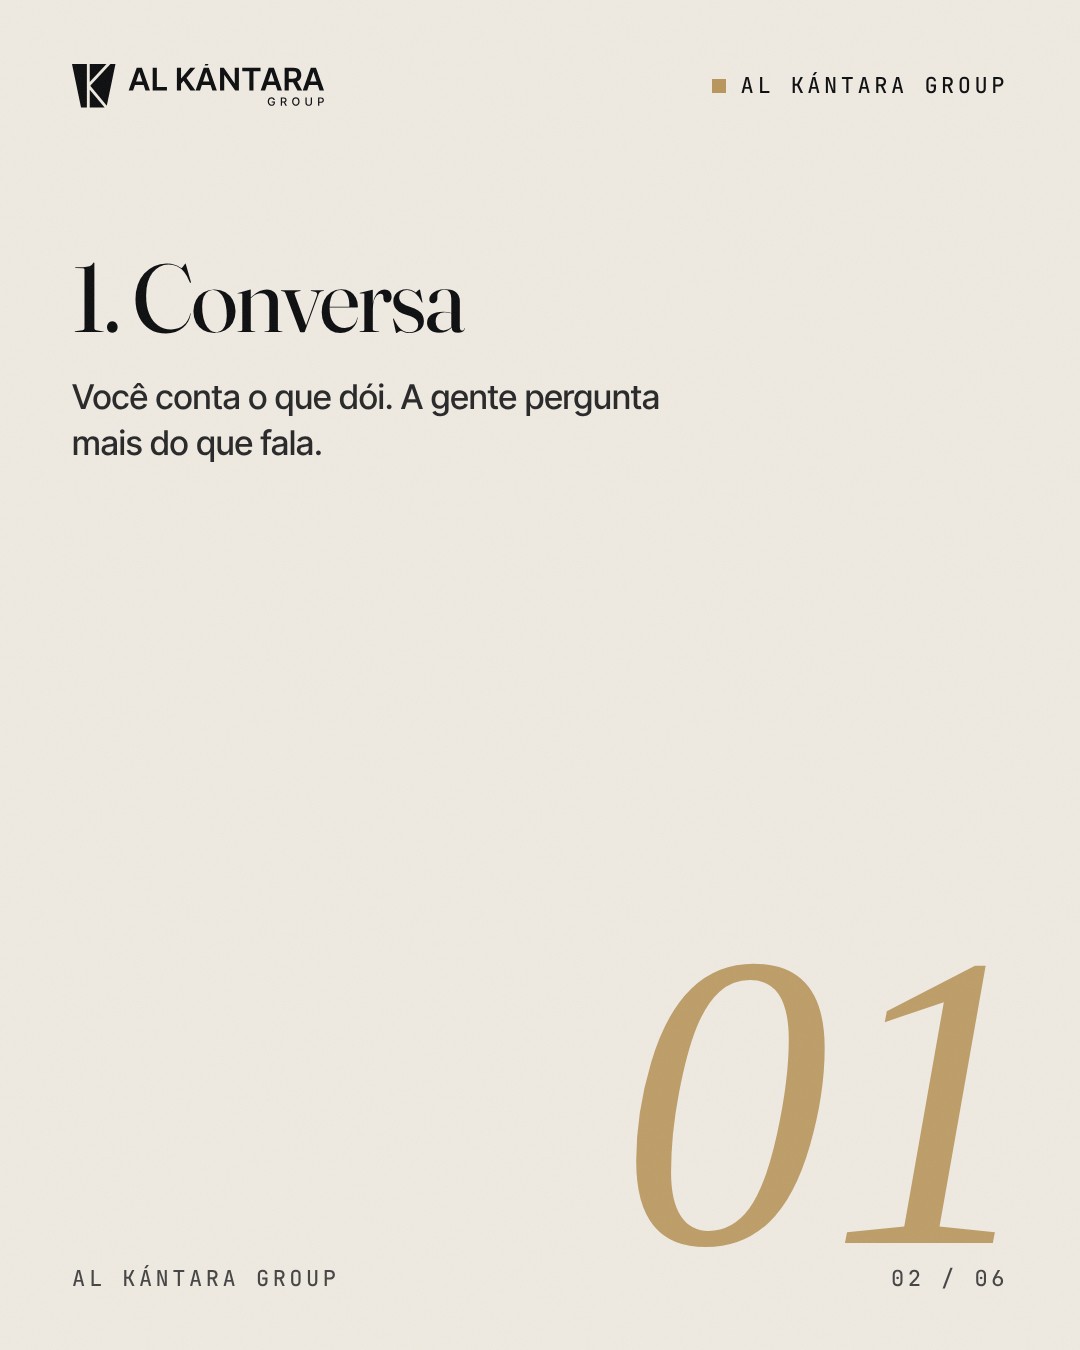 AL KÁNTARA
GROUP
AL KÁNTARA GROUP
1. Conversa
Você conta o que dói. A gente pergunta
mais do que fala.
01
AL KÁNTARA GROUP
02 / 06